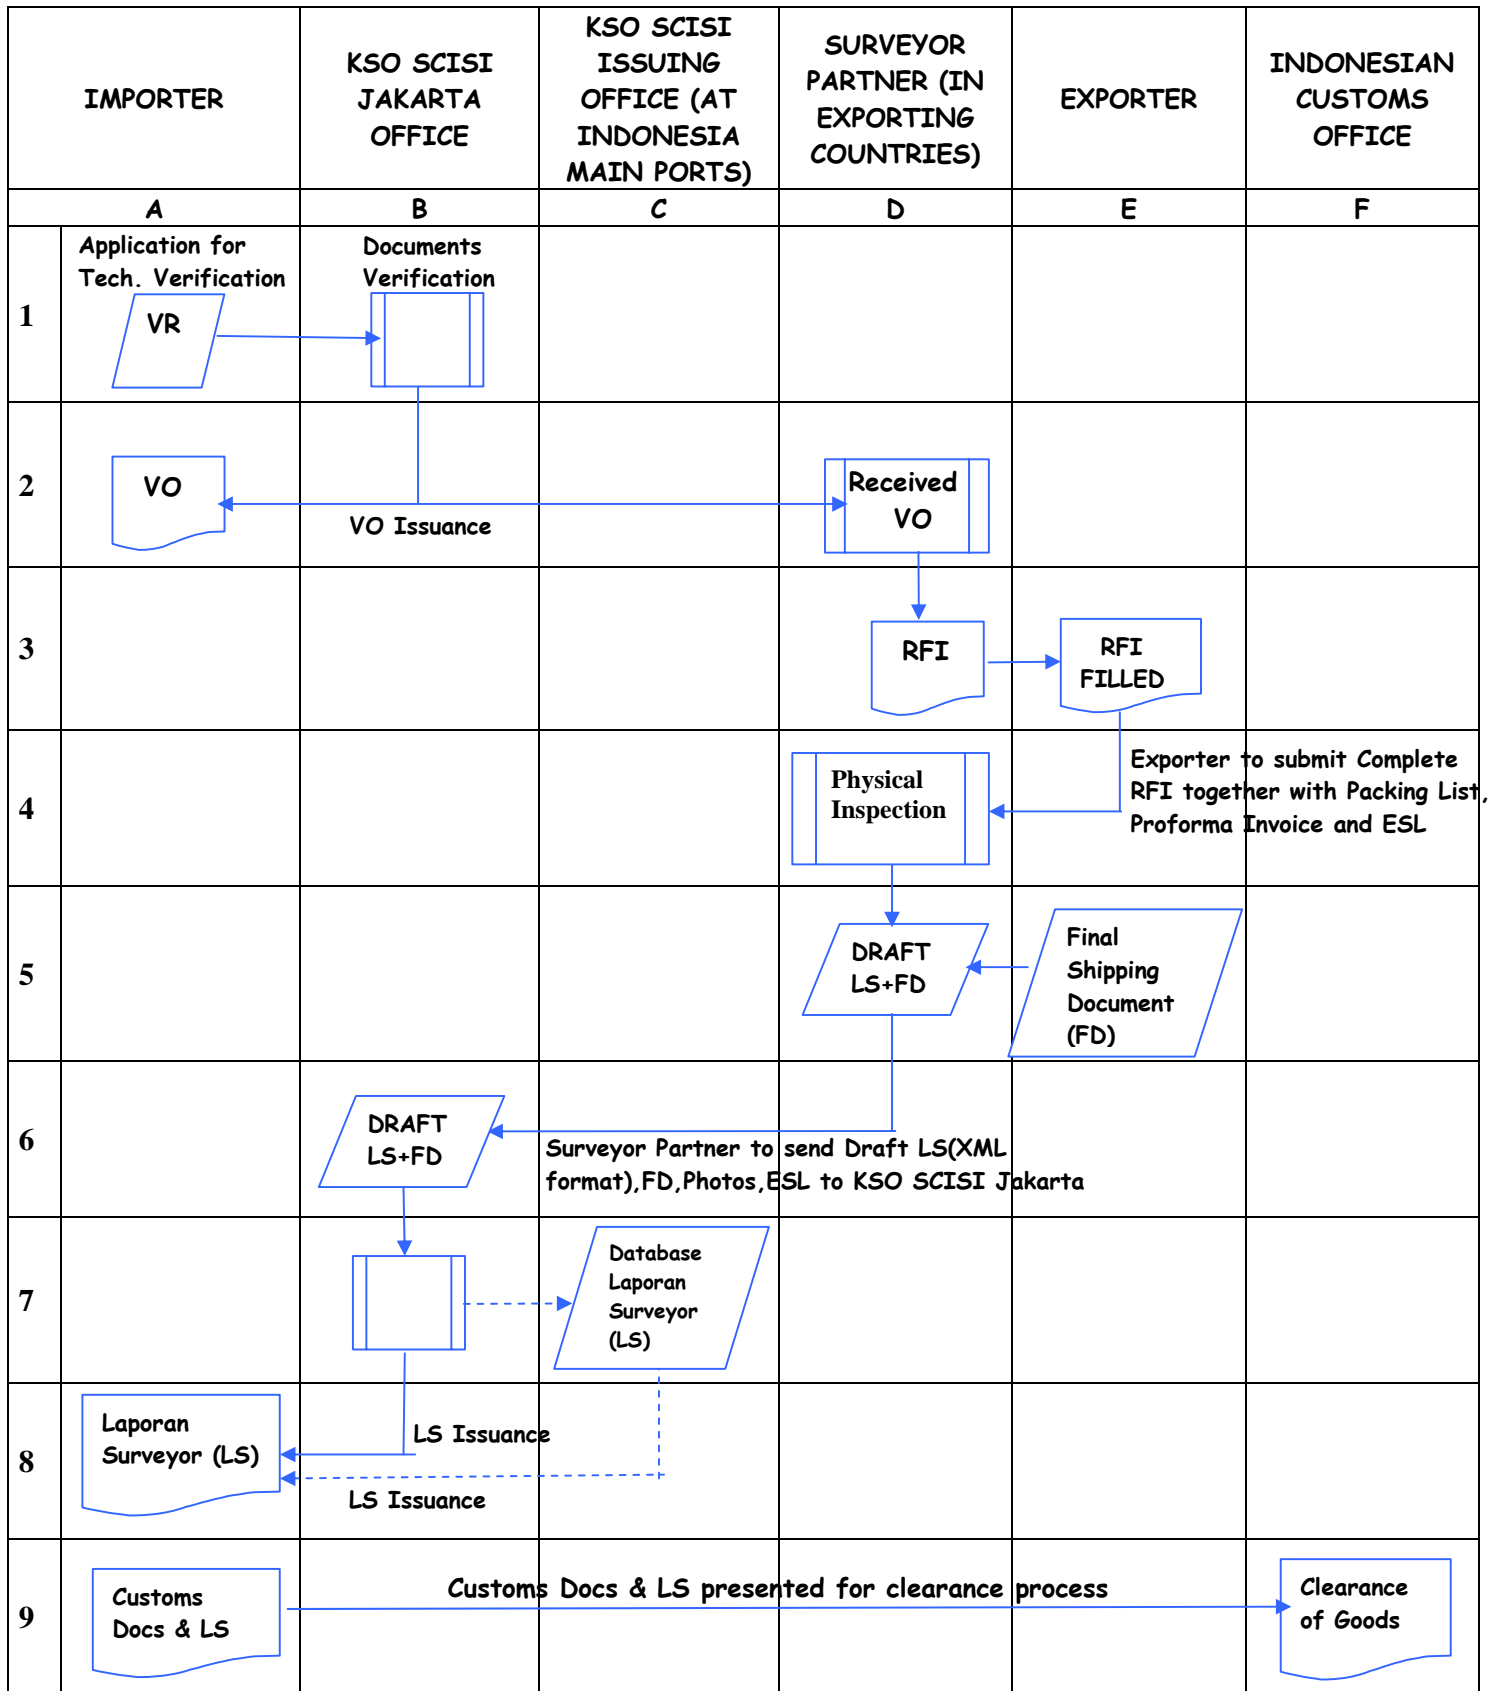 IMPORTER
KSO SCISI
JAKARTA
OFFICE
KSO SCISI
ISSUING
OFFICE (AT
INDONESIA
MAIN PORTS)
SURVEYOR
PARTNER (IN
EXPORTING
COUNTRIES)
EXPORTER
INDONESIAN
CUSTOMS
OFFICE
A
B
C
D
E
F
1
Application for
Tech. Verification
VR
Documents
Verification
2
VO
VO Issuance
Received
VO
3
RFI
RFI
FILLED
4
Physical
Inspection
Exporter to submit Complete
RFI together with Packing List,
Proforma Invoice and ESL
5
DRAFT
LS+FD
Final
Shipping
Document
(FD)
6
DRAFT
LS+FD
Surveyor Partner to send Draft LS(XML
format),FD,Photos,ESL to KSO SCISI Jakarta
7
Database
Laporan
Surveyor
(LS)
8
Laporan
Surveyor (LS)
LS Issuance
LS Issuance
9
Customs
Docs & LS
Customs Docs & LS presented for clearance process
Clearance
of Goods